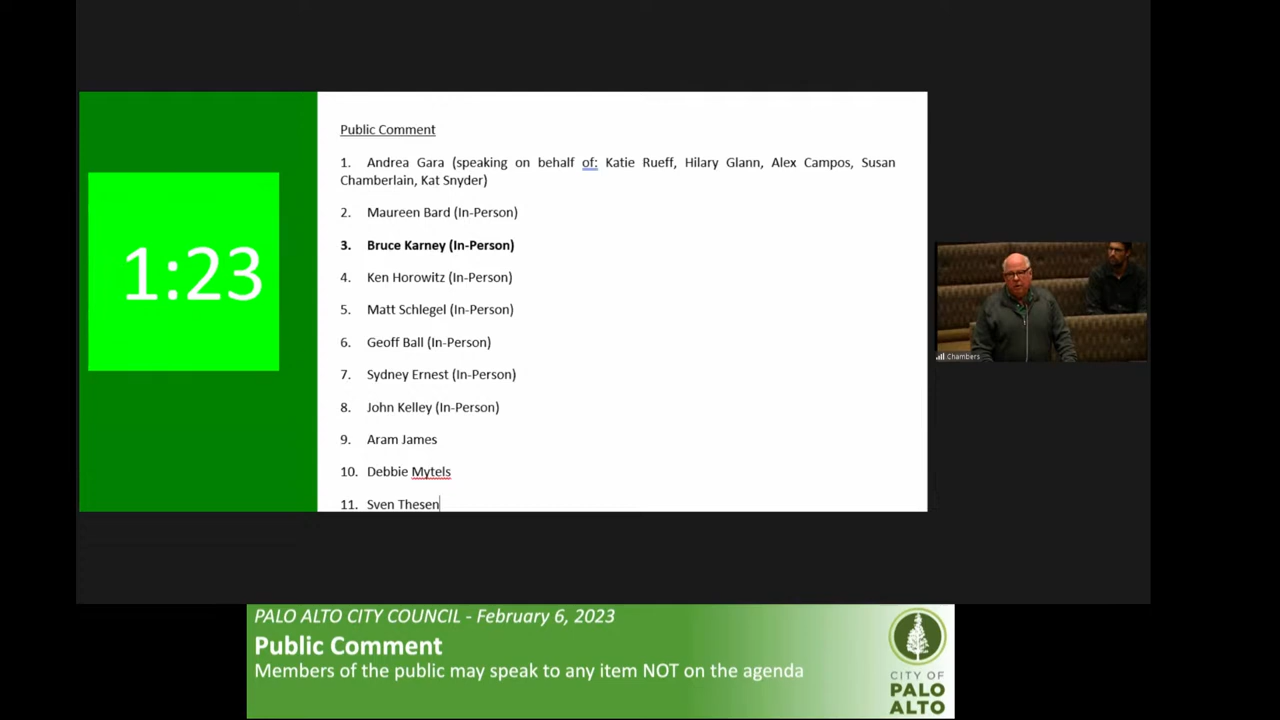 Public Comment
1. Andrea Gara (speaking on behalf of: Katie Rueff, Hilary Glann, Alex Campos, Susan
Chamberlain, Kat Snyder)
2. Maureen Bard (In-Person)
3. Bruce Karney (In-Person)
4. Ken Horowitz (In-Person)
5. Matt Schlegel (In-Person)
6. Geoff Ball (In-Person)
7. Sydney Ernest (In-Person)
8. John Kelley (In-Person)
9. Aram James
10. Debbie Mytels
11. Sven Thesen
1:23
Chambers
PALO ALTO CITY COUNCIL - February 6, 2023
Public Comment
Members of the public may speak to any item NOT on the agenda
CITY OF
PALO
ALTO